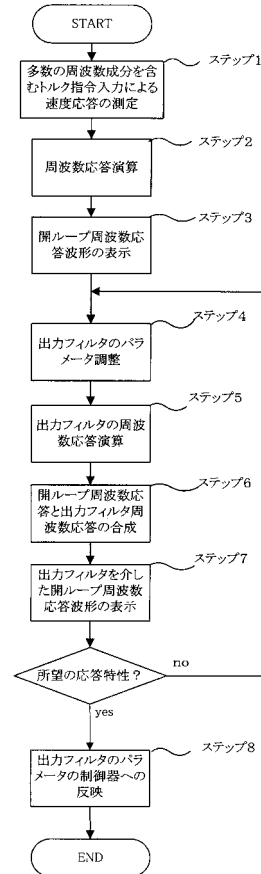 START
ステップ1
多数の周波数成分を含
むトルク指令入力による
速度応答の測定
ステップ2
周波数応答演算
ステップ3
開ループ周波数応
答波形の表示
ステップ4
出力フィルタのパラ
メータ調整
ステップ5
出力フィルタの周波
数応答演算
ステップ6
開ループ周波数応
答と出力フィルタ周
波数応答の合成
ステップ7
出力フィルタを介し
た開ループ周波数
応答波形の表示
所望の応答特性？
no
yes
ステップ8
出力フィルタのパラ
メータの制御器への
反映
END